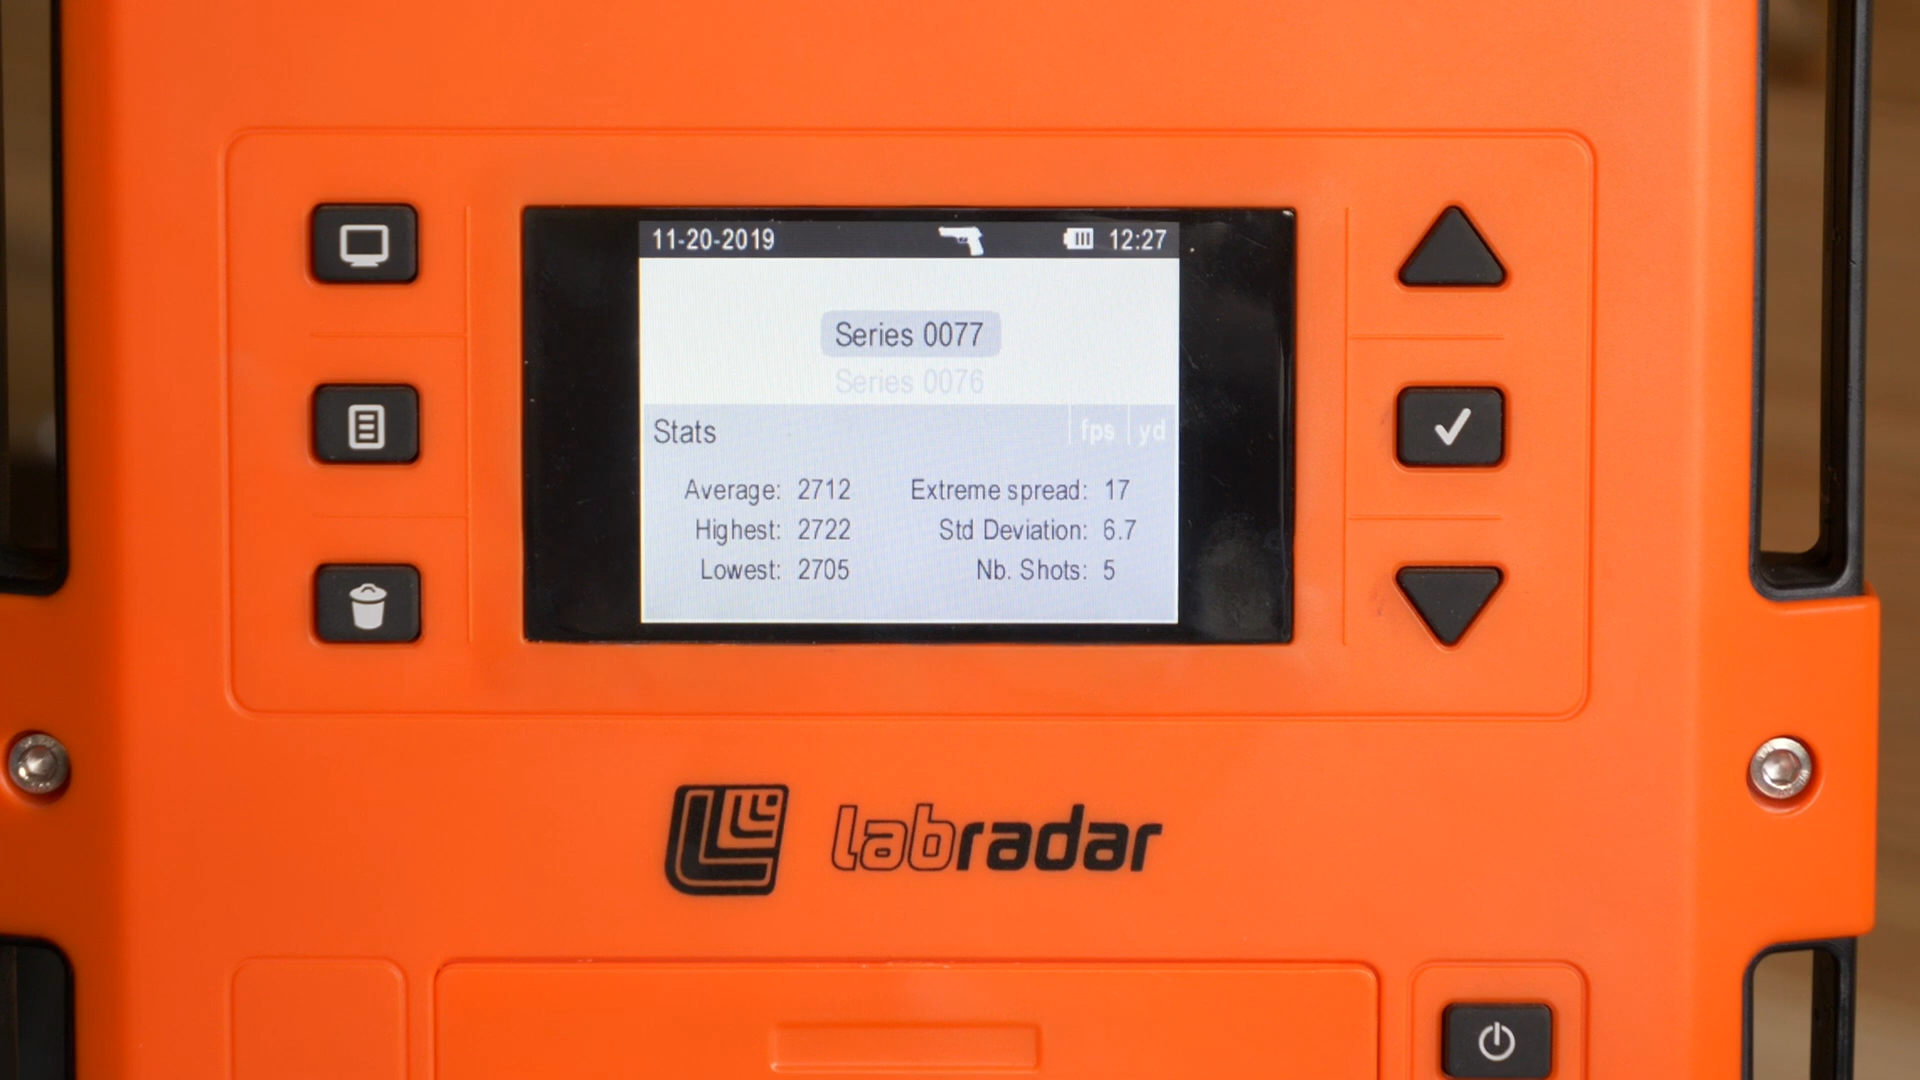 11-20-2019 12:27
Series 0077
Series 0076
Stats fps yd
Average: 2712 Extreme spread: 17
Highest: 2722 Std Deviation: 6.7
Lowest: 2705 Nb. Shots: 5
labradar